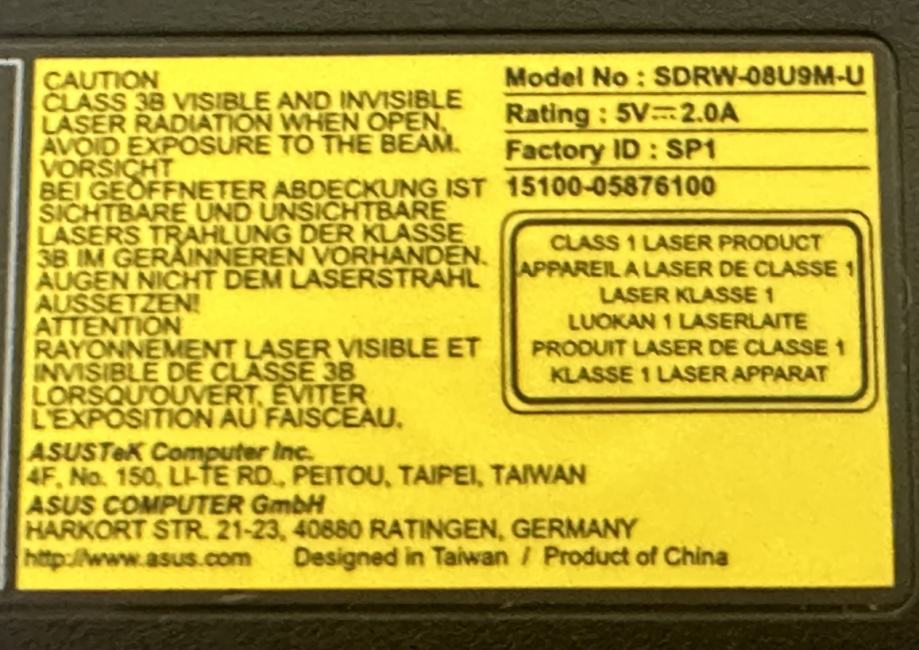 CAUTION
CLASS 3B VISIBLE AND INVISIBLE
LASER RADIATION WHEN OPEN,
AVOID EXPOSURE TO THE BEAM.
VORSICHT
BEI GEÖFFNETER ABDECKUNG IST
SICHTBARE UND UNSICHTBARE
LASERS TRAHLUNG DER KLASSE
3B IM GERÄINNEREN VORHANDEN.
AUGEN NICHT DEM LASERSTRAHL
AUSSETZEN!
ATTENTION
RAYONNEMENT LASER VISIBLE ET
INVISIBLE DE CLASSE 3B
LORSQU'OUVERT, ÉVITER
L'EXPOSITION AU FAISCEAU.
Model No : SDRW-08U9M-U
Rating : 5V⎓2.0A
Factory ID : SP1
15100-05876100
CLASS 1 LASER PRODUCT
APPAREIL A LASER DE CLASSE 1
LASER KLASSE 1
LUOKAN 1 LASERLAITE
PRODUIT LASER DE CLASSE 1
KLASSE 1 LASER APPARAT
ASUSTeK Computer Inc.
4F, No. 150, LI-TE RD., PEITOU, TAIPEI, TAIWAN
ASUS COMPUTER GmbH
HARKORT STR. 21-23, 40880 RATINGEN, GERMANY
http://www.asus.com Designed in Taiwan / Product of China